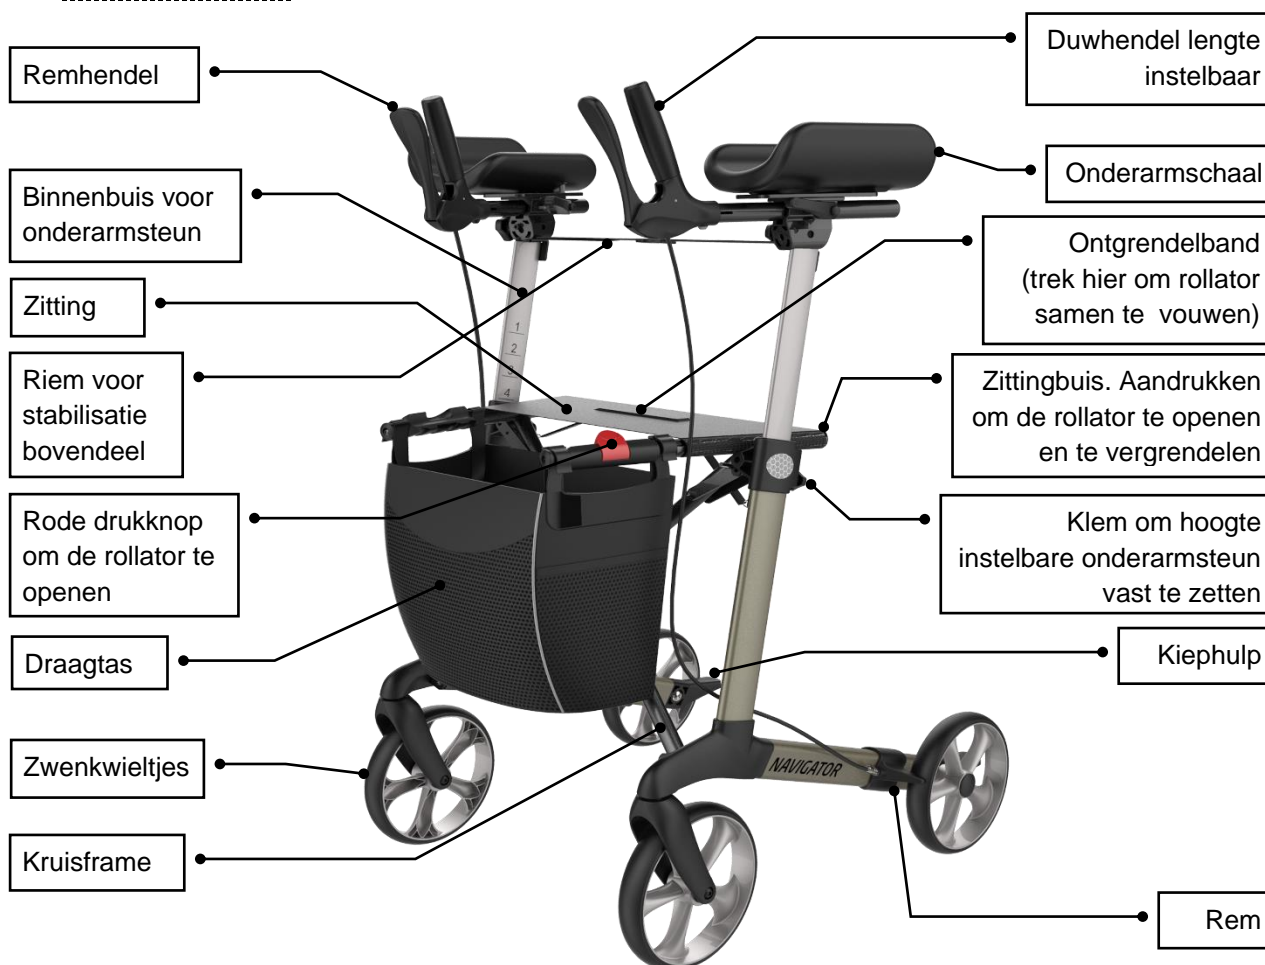 Remhendel
Binnenbuis voor
onderarmsteun
Zitting
Riem voor
stabilisatie
bovendeel
Rode drukknop
om de rollator te
openen
Draagtas
Zwenkwieltjes
Kruisframe
Duwhendel lengte
instelbaar
Onderarmschaal
Ontgrendelband
(trek hier om rollator
samen te vouwen)
Zittingbuis. Aandrukken
om de rollator te openen
en te vergrendelen
Klem om hoogte
instelbare onderarmsteun
vast te zetten
Kiephulp
Rem
1
2
3
4
NAVIGATOR